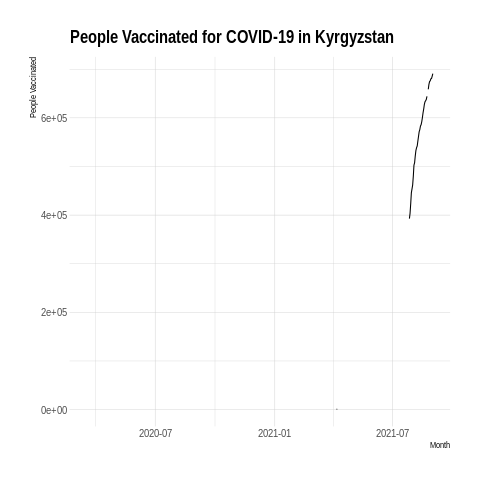 People Vaccinated for COVID-19 in Kyrgyzstan
People Vaccinated
6e+05
4e+05
2e+05
0e+00
2020-07
2021-01
2021-07
Month